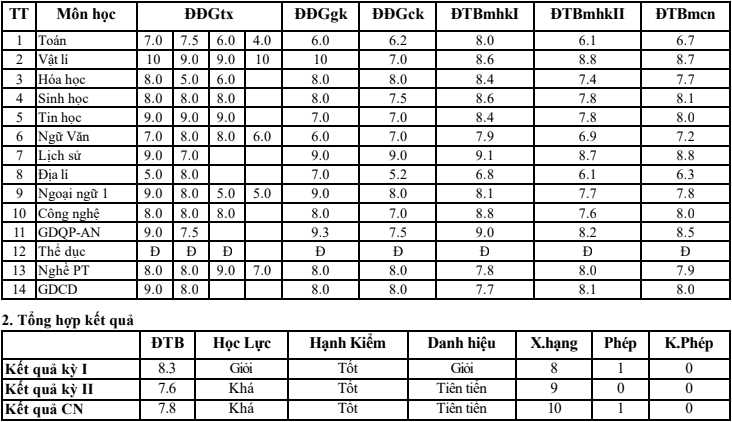 TT Môn học ĐĐGtx ĐĐGgk ĐĐGck ĐTBmhkI ĐTBmhkII ĐTBmcn
1 Toán 7.0 7.5 6.0 4.0 6.0 6.2 8.0 6.1 6.7
2 Vật lí 10 9.0 9.0 10 10 7.0 8.6 8.8 8.7
3 Hóa học 8.0 5.0 6.0 8.0 8.0 8.4 7.4 7.7
4 Sinh học 8.0 8.0 8.0 8.0 7.5 8.6 7.8 8.1
5 Tin học 9.0 9.0 9.0 7.0 7.0 8.4 7.8 8.0
6 Ngữ Văn 7.0 8.0 8.0 6.0 6.0 7.0 7.9 6.9 7.2
7 Lịch sử 9.0 7.0 9.0 9.0 9.1 8.7 8.8
8 Địa lí 5.0 8.0 7.0 5.2 6.8 6.1 6.3
9 Ngoại ngữ 1 9.0 8.0 5.0 5.0 9.0 8.0 8.1 7.7 7.8
10 Công nghệ 8.0 8.0 8.0 8.0 7.0 8.8 7.6 8.0
11 GDQP-AN 9.0 7.5 9.3 7.5 9.0 8.2 8.5
12 Thể dục Đ Đ Đ Đ Đ Đ Đ Đ
13 Nghề PT 8.0 8.0 9.0 7.0 8.0 8.0 7.8 8.0 7.9
14 GDCD 9.0 8.0 8.0 8.0 7.7 8.1 8.0
2. Tổng hợp kết quả
ĐTB Học Lực Hạnh Kiểm Danh hiệu X.hạng Phép K.Phép
Kết quả kỳ I 8.3 Giỏi Tốt Giỏi 8 1 0
Kết quả kỳ II 7.6 Khá Tốt Tiên tiến 9 0 0
Kết quả CN 7.8 Khá Tốt Tiên tiến 10 1 0